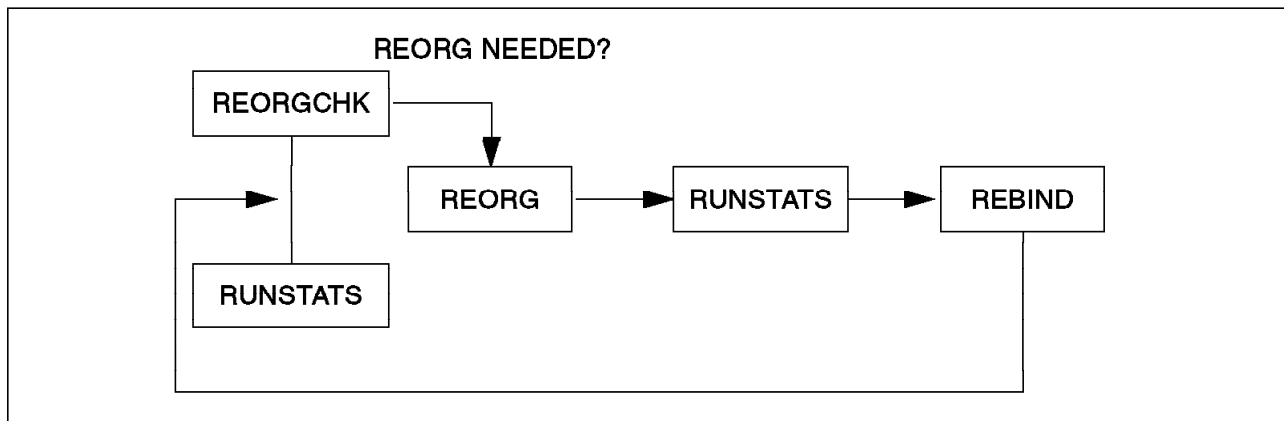 REORG NEEDED?
REORGCHK
REORG
RUNSTATS
REBIND
RUNSTATS